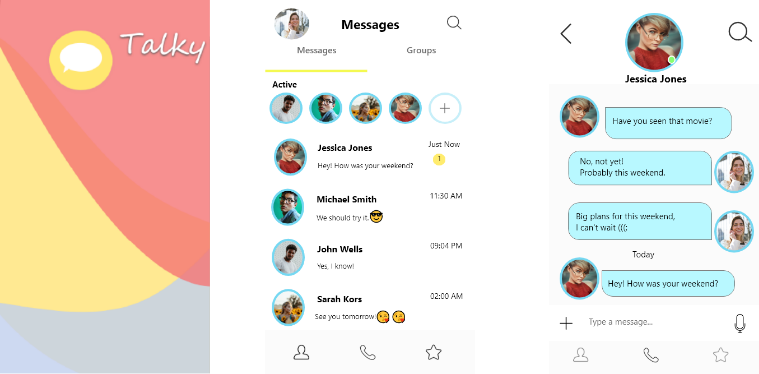 Talky
Messages
Messages
Groups
Active
Jessica Jones
Just Now
Hey! How was your weekend?
1
Michael Smith
11:30 AM
We should try it.😎
John Wells
09:04 PM
Yes, I know!
Sarah Kors
02:00 AM
See you tomorrow!😘😘
Jessica Jones
Have you seen that movie?
No, not yet!
Probably this weekend.
Big plans for this weekend,
I can't wait (((;
Today
Hey! How was your weekend?
Type a message...